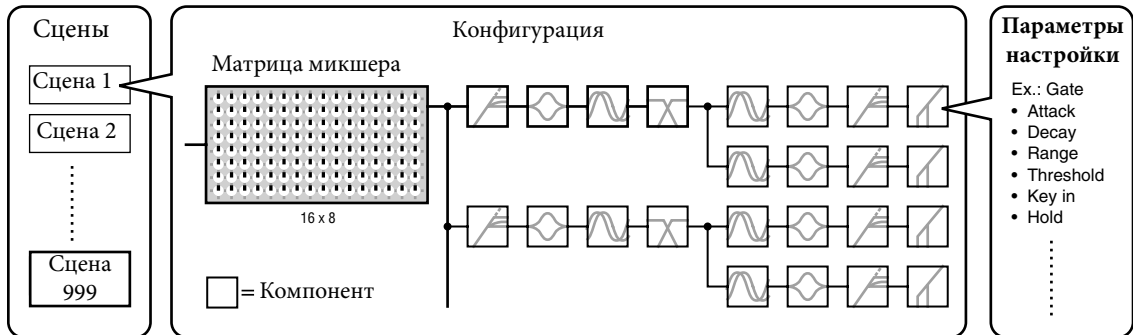 Сцены
Сцена 1
Сцена 2
Сцена
999
Конфигурация
Матрица микшера
16 x 8
= Компонент
Параметры
настройки
Ex.: Gate
• Attack
• Decay
• Range
• Threshold
• Key in
• Hold